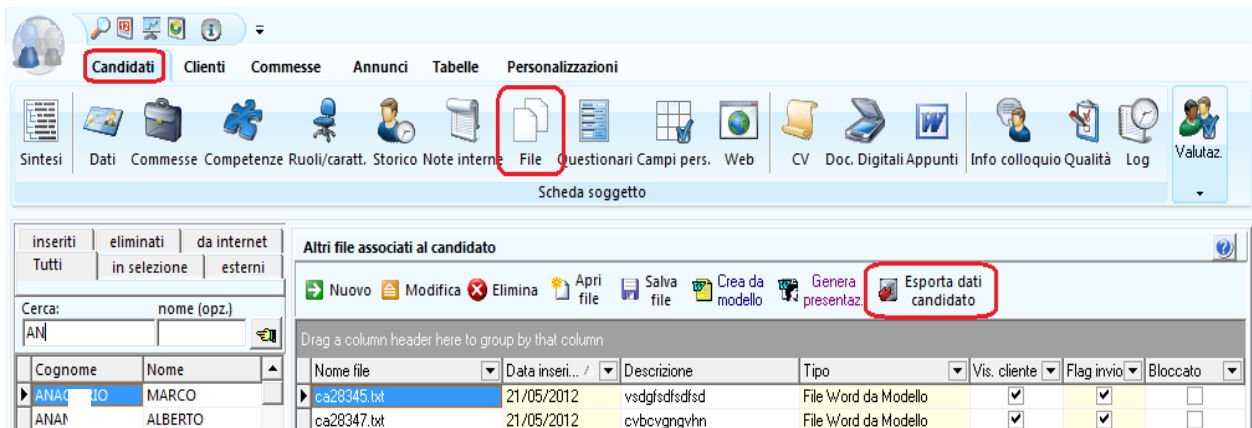 Candidati Clienti Commesse Annunci Tabelle Personalizzazioni
Sintesi Dati Commesse Competenze Ruoli/caratt. Storico Note interne File Questionari Campi pers. Web CV Doc. Digitali Appunti Info colloquio Qualità Log Valutaz.
Scheda soggetto
inseriti eliminati da internet
Tutti in selezione esterni
Cerca: nome (opz.)
AN
Cognome Nome
MARCO
ALBERTO
Altri file associati al candidato
Nuovo Modifica Elimina Apri file Salva file Crea da modello Genera presentaz. Esporta dati candidato
Drag a column header here to group by that column
Nome file Data inseri... Descrizione Tipo Vis. cliente Flag invio Bloccato
ca28345.txt 21/05/2012 vsdgfsdfsdfsd File Word da Modello
ca28347.txt 21/05/2012 cvbcvgngvhn File Word da Modello